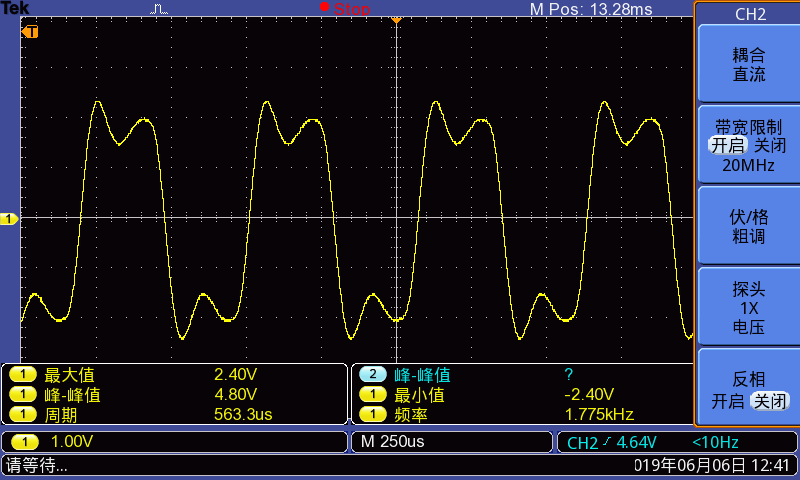 Tek Stop M Pos: 13.28ms CH2
T
耦合
直流
带宽限制
开启 关闭
20MHz
1
伏/格
粗调
探头
1X
电压
反相
开启 关闭
1 最大值 2.40V
1 峰-峰值 4.80V
1 周期 563.3us
2 峰-峰值 ?
1 最小值 -2.40V
1 频率 1.775kHz
1 1.00V M 250us CH2 4.64V <10Hz
请等待... 019年06月06日 12:41